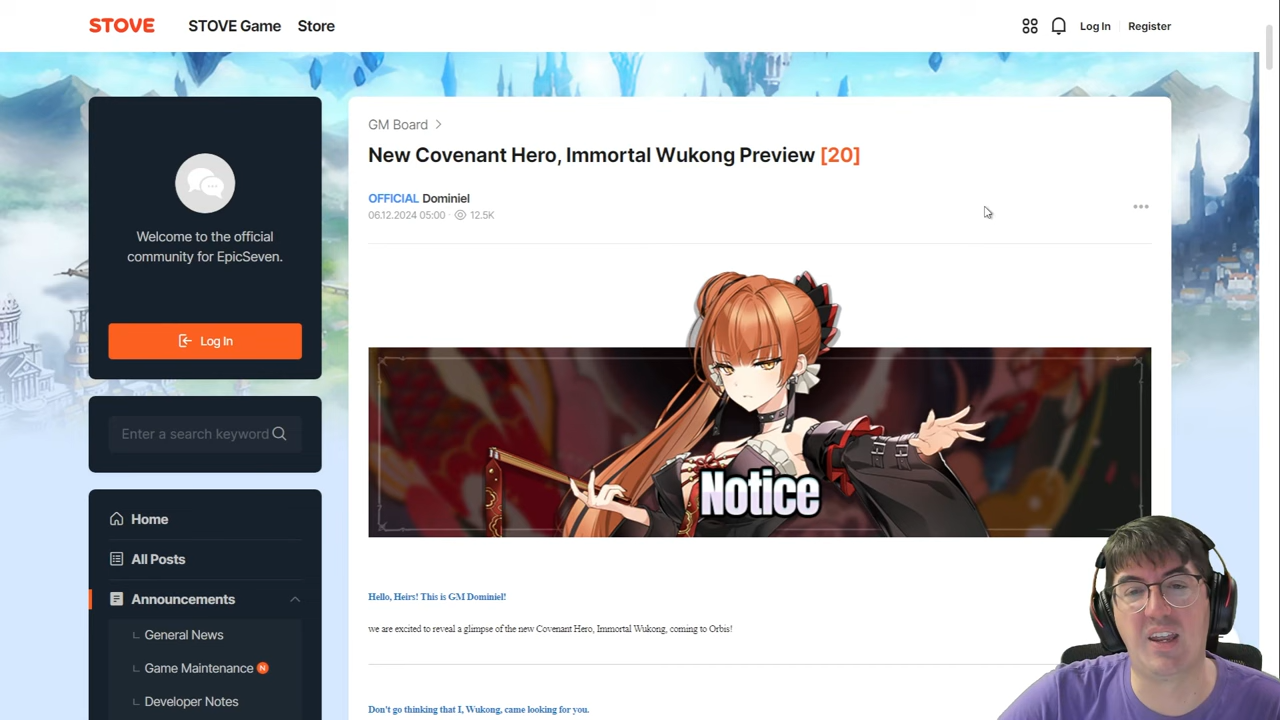 STOVE
STOVE Game
Store
Log In
Register
Welcome to the official
community for EpicSeven.
Log In
Enter a search keyword
Home
All Posts
Announcements
General News
Game Maintenance N
Developer Notes
GM Board >
New Covenant Hero, Immortal Wukong Preview [20]
OFFICIAL Dominiel
06.12.2024 05:00 · 12.5K
Notice
Hello, Heirs! This is GM Dominiel!
we are excited to reveal a glimpse of the new Covenant Hero, Immortal Wukong, coming to Orbis!
Don't go thinking that I, Wukong, came looking for you.